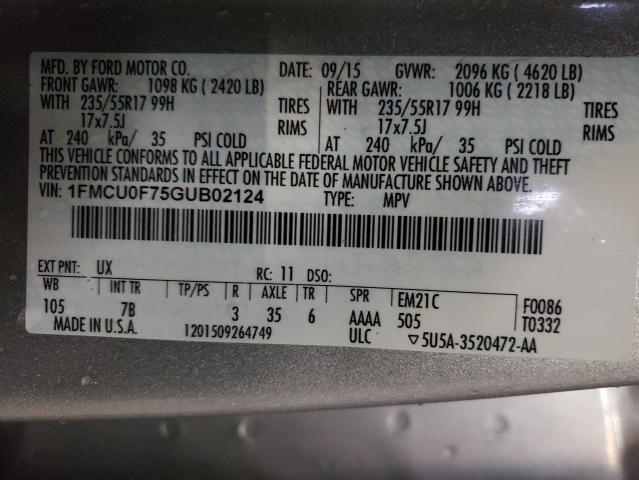 MFD. BY FORD MOTOR CO. DATE: 09/15 GVWR: 2096 KG ( 4620 LB)
FRONT GAWR: 1098 KG ( 2420 LB) REAR GAWR: 1006 KG ( 2218 LB)
WITH 235/55R17 99H TIRES WITH 235/55R17 99H TIRES
17x7.5J RIMS 17x7.5J RIMS
AT 240 kPa/ 35 PSI COLD AT 240 kPa/ 35 PSI COLD
THIS VEHICLE CONFORMS TO ALL APPLICABLE FEDERAL MOTOR VEHICLE SAFETY AND THEFT
PREVENTION STANDARDS IN EFFECT ON THE DATE OF MANUFACTURE SHOWN ABOVE.
VIN: 1FMCU0F75GUB02124 TYPE: MPV
EXT PNT: UX RC: 11 DSO:
WB INT TR TP/PS R AXLE TR SPR EM21C F0086
105 7B 3 35 6 AAAA 505 T0332
MADE IN U.S.A. 1201509264749 ULC ▽5U5A-3520472-AA